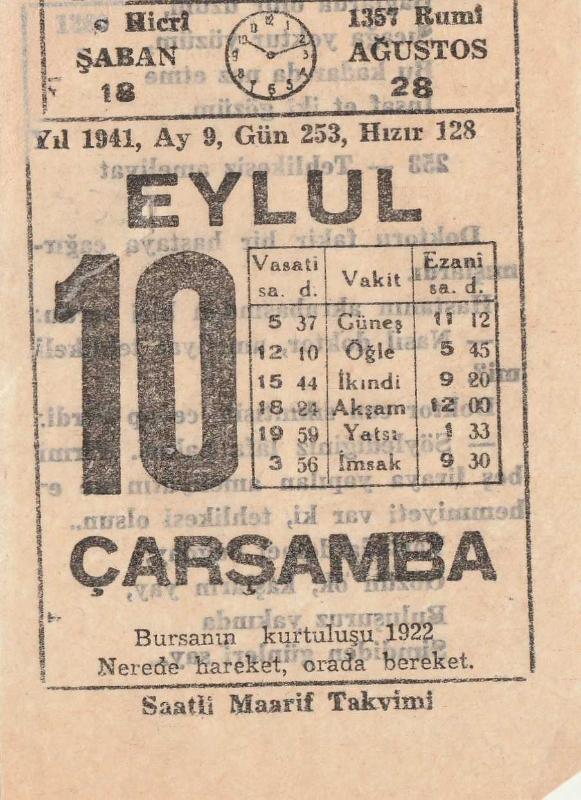 Hicrî 1357 Rumi
ŞABAN AĞUSTOS
18 28
Yıl 1941, Ay 9, Gün 253, Hızır 128
EYLUL
10
Vasati Vakit Ezanî
sa. d. sa. d.
5 37 Güneş 11 12
12 10 Öğle 5 45
15 44 İkindi 9 20
18 24 Akşam 12 00
19 59 Yatsı 1 33
3 56 İmsak 9 30
ÇARŞAMBA
Bursanın kurtuluşu 1922
Nerede hareket, orada bereket.
Saatli Maarif Takvimi